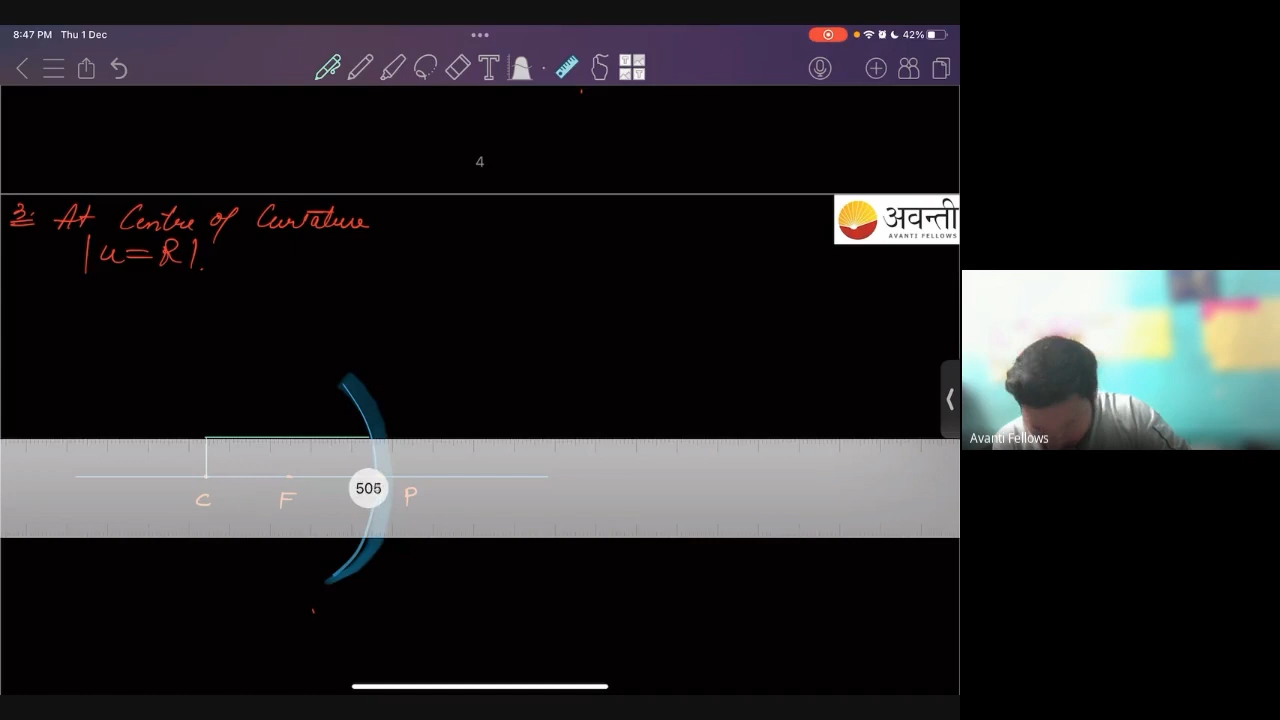 8:47 PM Thu 1 Dec
42%
4
3: At Centre of Curvature
|u=R|.
अवन्ती
AVANTI FELLOWS
505
C F P
Avanti Fellows